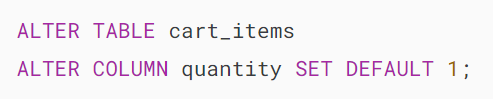 ALTER TABLE cart_items
ALTER COLUMN quantity SET DEFAULT 1;